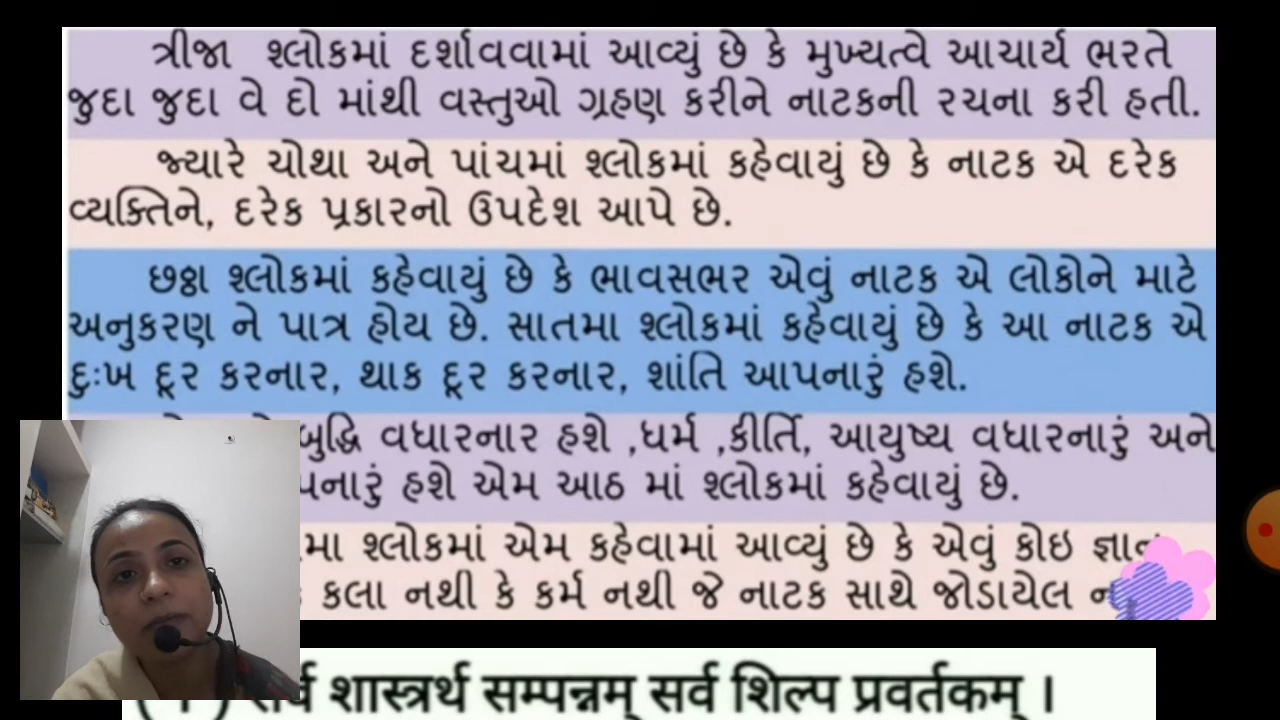 ત્રીજા શ્લોકમાં દર્શાવવામાં આવ્યું છે કે મુખ્યત્વે આચાર્ય ભરતે
જુદા જુદા વે દો માંથી વસ્તુઓ ગ્રહણ કરીને નાટકની રચના કરી હતી.
જ્યારે ચોથા અને પાંચમાં શ્લોકમાં કહેવાયું છે કે નાટક એ દરેક
વ્યક્તિને, દરેક પ્રકારનો ઉપદેશ આપે છે.
છઠ્ઠા શ્લોકમાં કહેવાયું છે કે ભાવસભર એવું નાટક એ લોકોને માટે
અનુકરણ ને પાત્ર હોય છે. સાતમા શ્લોકમાં કહેવાયું છે કે આ નાટક એ
દુઃખ દૂર કરનાર, થાક દૂર કરનાર, શાંતિ આપનારું હશે.
બુદ્ધિ વધારનાર હશે ,ધર્મ ,કીર્તિ, આયુષ્ય વધારનારું અને
હશે એમ આઠ માં શ્લોકમાં કહેવાયું છે.
શ્લોકમાં એમ કહેવામાં આવ્યું છે કે એવું કોઇ
કલા નથી કે કર્મ નથી જે નાટક સાથે જોડાયેલ
शास्त्रर्थ सम्पन्नम् सर्व शिल्प प्रवर्तकम् ।